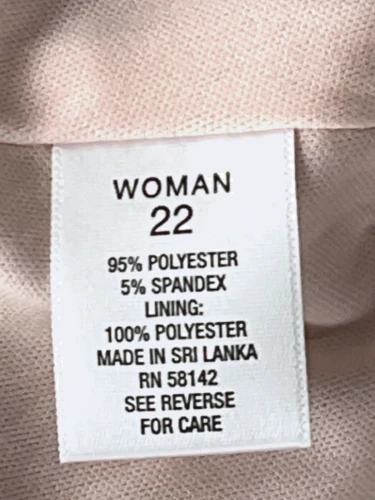 WOMAN
22
95% POLYESTER
5% SPANDEX
LINING:
100% POLYESTER
MADE IN SRI LANKA
RN 58142
SEE REVERSE
FOR CARE